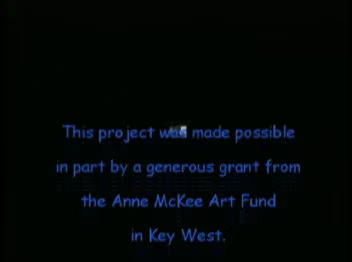 This project was made possible
in part by a generous grant from
the Anne McKee Art Fund
in Key West.